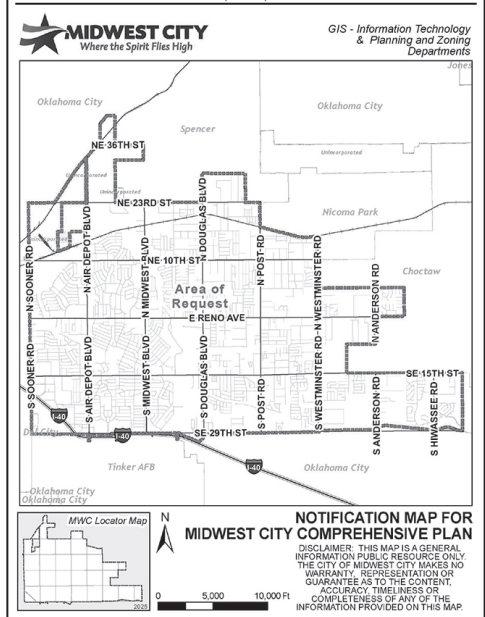 MIDWEST CITY
Where the Spirit Flies High
GIS - Information Technology
& Planning and Zoning
Departments
Jones
Oklahoma City
Oklahoma City
Spencer
NE 36TH ST
Unincorporated
Unincorporated
Unincorporated
NE 23RD ST
Nicoma Park
N SOONER RD
N AIR DEPOT BLVD
N MIDWEST BLVD
N DOUGLAS BLVD
N POST RD
N WESTMINSTER RD
N ANDERSON RD
NE 10TH ST
Choctaw
Area of
Request
E RENO AVE
S SOONER RD
S AIR DEPOT BLVD
S MIDWEST BLVD
S DOUGLAS BLVD
S POST RD
S WESTMINSTER RD
SE 15TH ST
S ANDERSON RD
S HIWASSEE RD
I-40
SE 29TH ST
I-40
Tinker AFB
I-40
Oklahoma City
Oklahoma City
Oklahoma City
MWC Locator Map
2025
N
0 5,000 10,000 Ft
NOTIFICATION MAP FOR
MIDWEST CITY COMPREHENSIVE PLAN
DISCLAIMER: THIS MAP IS A GENERAL
INFORMATION PUBLIC RESOURCE ONLY.
THE CITY OF MIDWEST CITY MAKES NO
WARRANTY, REPRESENTATION OR
GUARANTEE AS TO THE CONTENT,
ACCURACY, TIMELINESS OR
COMPLETENESS OF ANY OF THE
INFORMATION PROVIDED ON THIS MAP.